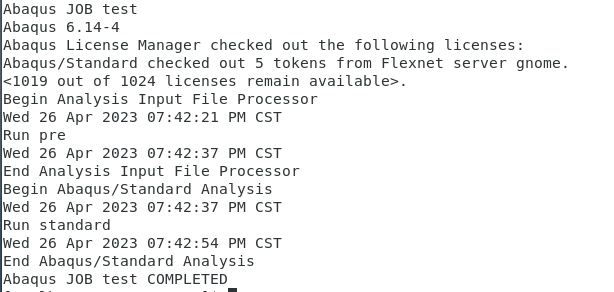 Abaqus JOB test
Abaqus 6.14-4
Abaqus License Manager checked out the following licenses:
Abaqus/Standard checked out 5 tokens from Flexnet server gnome.
<1019 out of 1024 licenses remain available>.
Begin Analysis Input File Processor
Wed 26 Apr 2023 07:42:21 PM CST
Run pre
Wed 26 Apr 2023 07:42:37 PM CST
End Analysis Input File Processor
Begin Abaqus/Standard Analysis
Wed 26 Apr 2023 07:42:37 PM CST
Run standard
Wed 26 Apr 2023 07:42:54 PM CST
End Abaqus/Standard Analysis
Abaqus JOB test COMPLETED